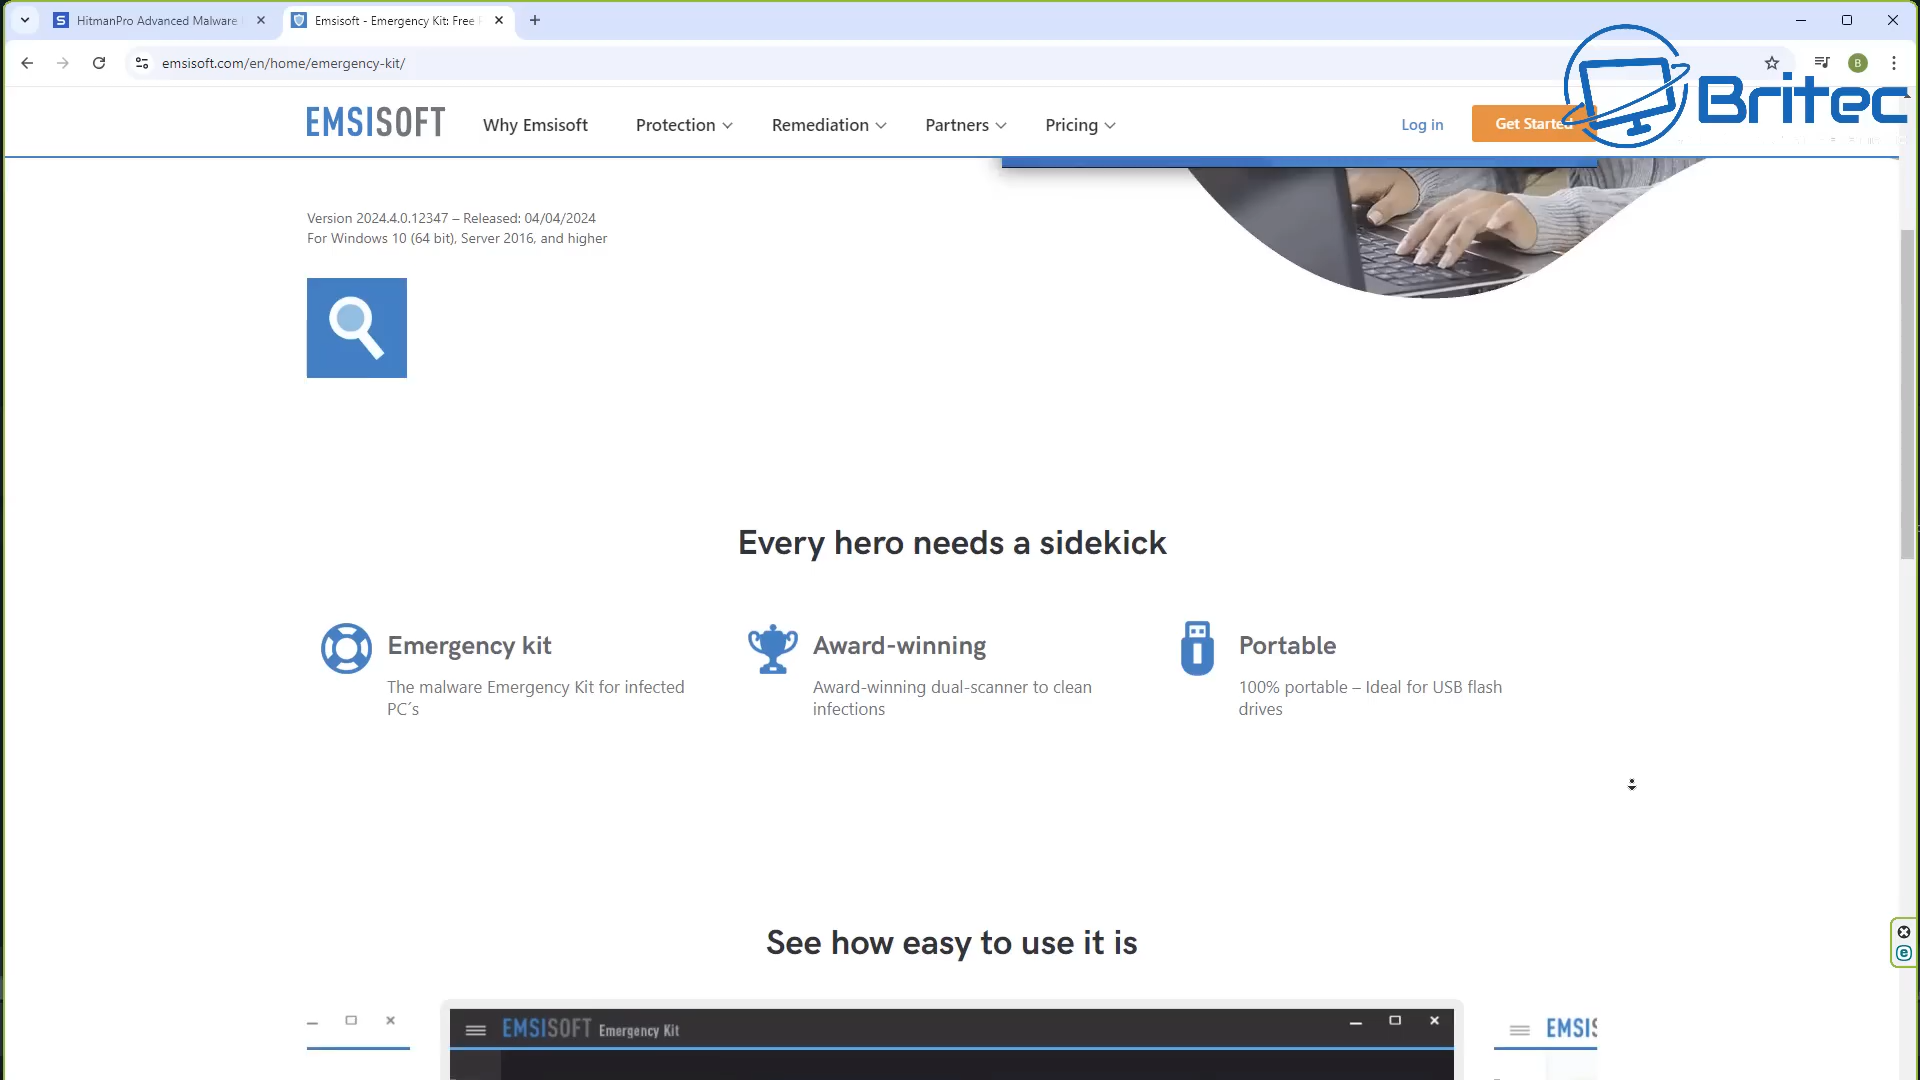 HitmanPro Advanced Malware
Emsisoft - Emergency Kit: Free
emsisoft.com/en/home/emergency-kit/
B
Britec
EMSISOFT
Why Emsisoft
Protection
Remediation
Partners
Pricing
Log in
Get Started
Version 2024.4.0.12347 – Released: 04/04/2024
For Windows 10 (64 bit), Server 2016, and higher
Every hero needs a sidekick
Emergency kit
The malware Emergency Kit for infected
PC´s
Award-winning
Award-winning dual-scanner to clean
infections
Portable
100% portable – Ideal for USB flash
drives
See how easy to use it is
EMSISOFT Emergency Kit
EMSIS